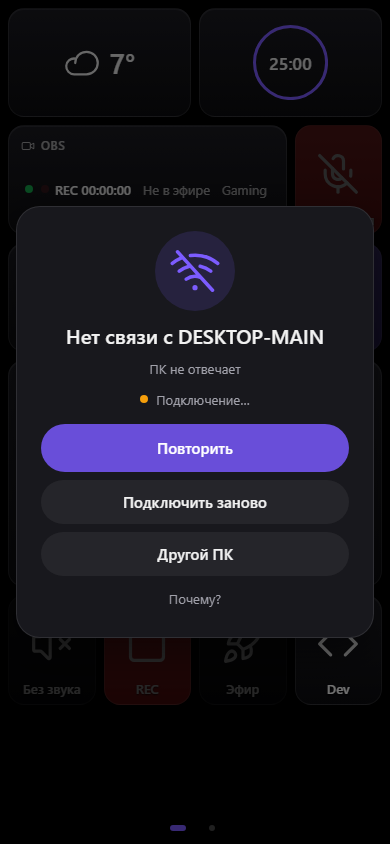 7°
25:00
OBS
REC 00:00:00 Не в эфире Gaming
Нет связи с DESKTOP-MAIN
ПК не отвечает
Подключение...
Повторить
Подключить заново
Другой ПК
Почему?
Без звука REC Эфир Dev